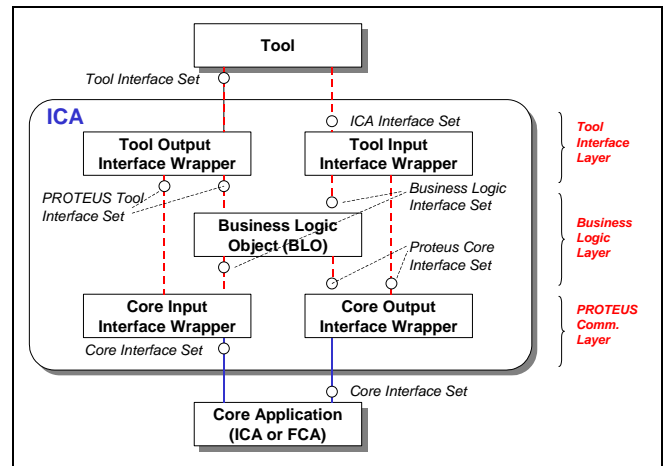 Tool
Tool Interface Set
ICA
ICA Interface Set
Tool Output
Interface Wrapper
Tool Input
Interface Wrapper
Tool
Interface
Layer
PROTEUS Tool
Interface Set
Business Logic
Interface Set
Business Logic
Object (BLO)
Proteus Core
Interface Set
Business
Logic
Layer
Core Input
Interface Wrapper
Core Output
Interface Wrapper
PROTEUS
Comm.
Layer
Core Interface Set
Core Interface Set
Core Application
(ICA or FCA)